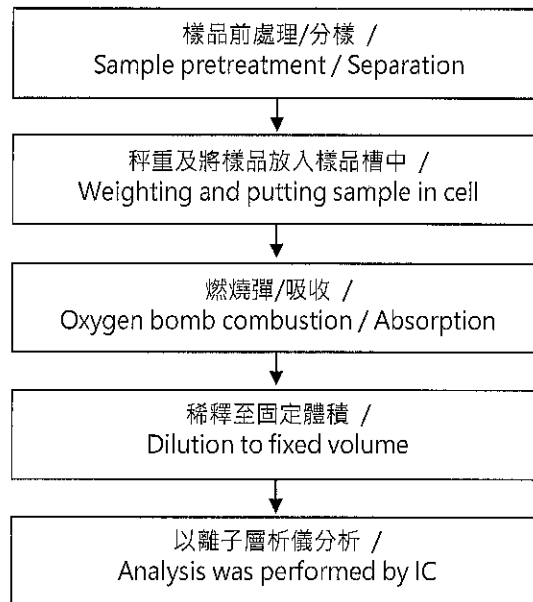 樣品前處理/分樣 /
Sample pretreatment / Separation
秤重及將樣品放入樣品槽中 /
Weighting and putting sample in cell
燃燒彈/吸收 /
Oxygen bomb combustion / Absorption
稀釋至固定體積 /
Dilution to fixed volume
以離子層析儀分析 /
Analysis was performed by IC